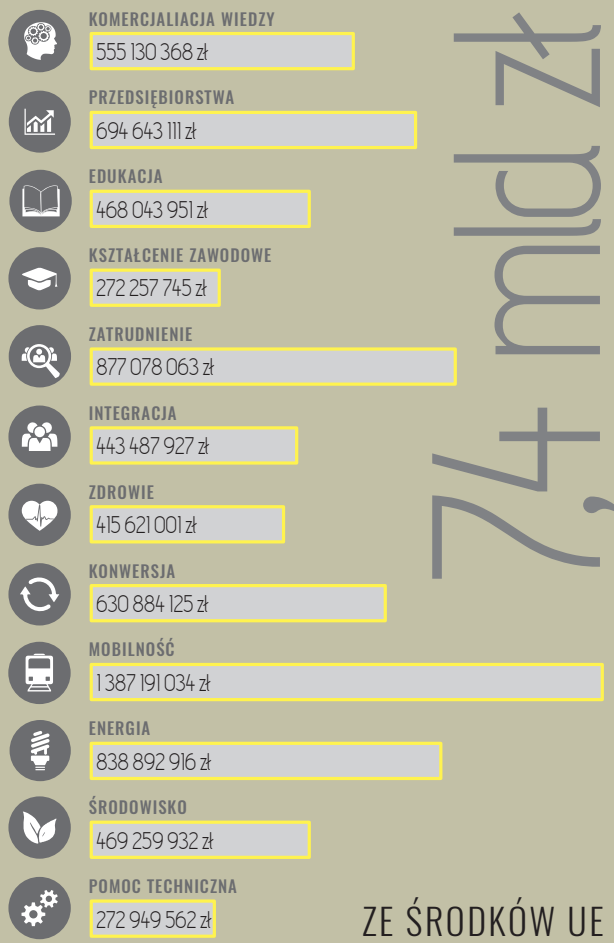 KOMERCJALIACJA WIEDZY
555 130 368 zł
PRZEDSIĘBIORSTWA
694 643 111 zł
EDUKACJA
468 043 951 zł
KSZTAŁCENIE ZAWODOWE
272 257 745 zł
ZATRUDNIENIE
877 078 063 zł
INTEGRACJA
443 487 927 zł
ZDROWIE
415 621 001 zł
KONWERSJA
630 884 125 zł
MOBILNOŚĆ
1 387 191 034 zł
ENERGIA
838 892 916 zł
ŚRODOWISKO
469 259 932 zł
POMOC TECHNICZNA
272 949 562 zł
7,4 mld zł
ZE ŚRODKÓW UE